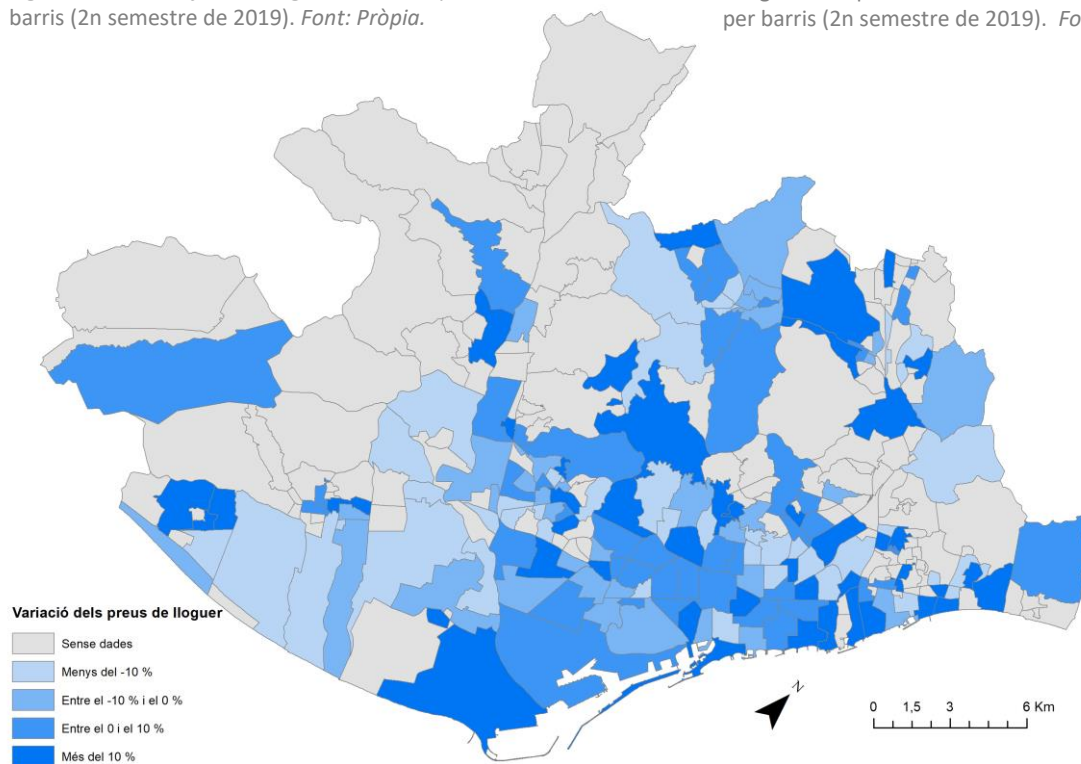 barris (2n semestre de 2019). Font: Pròpia.
per barris (2n semestre de 2019). Fo
Variació dels preus de lloguer
Sense dades
Menys del -10 %
Entre el -10 % i el 0 %
Entre el 0 i el 10 %
Més del 10 %
N
0 1,5 3 6 Km